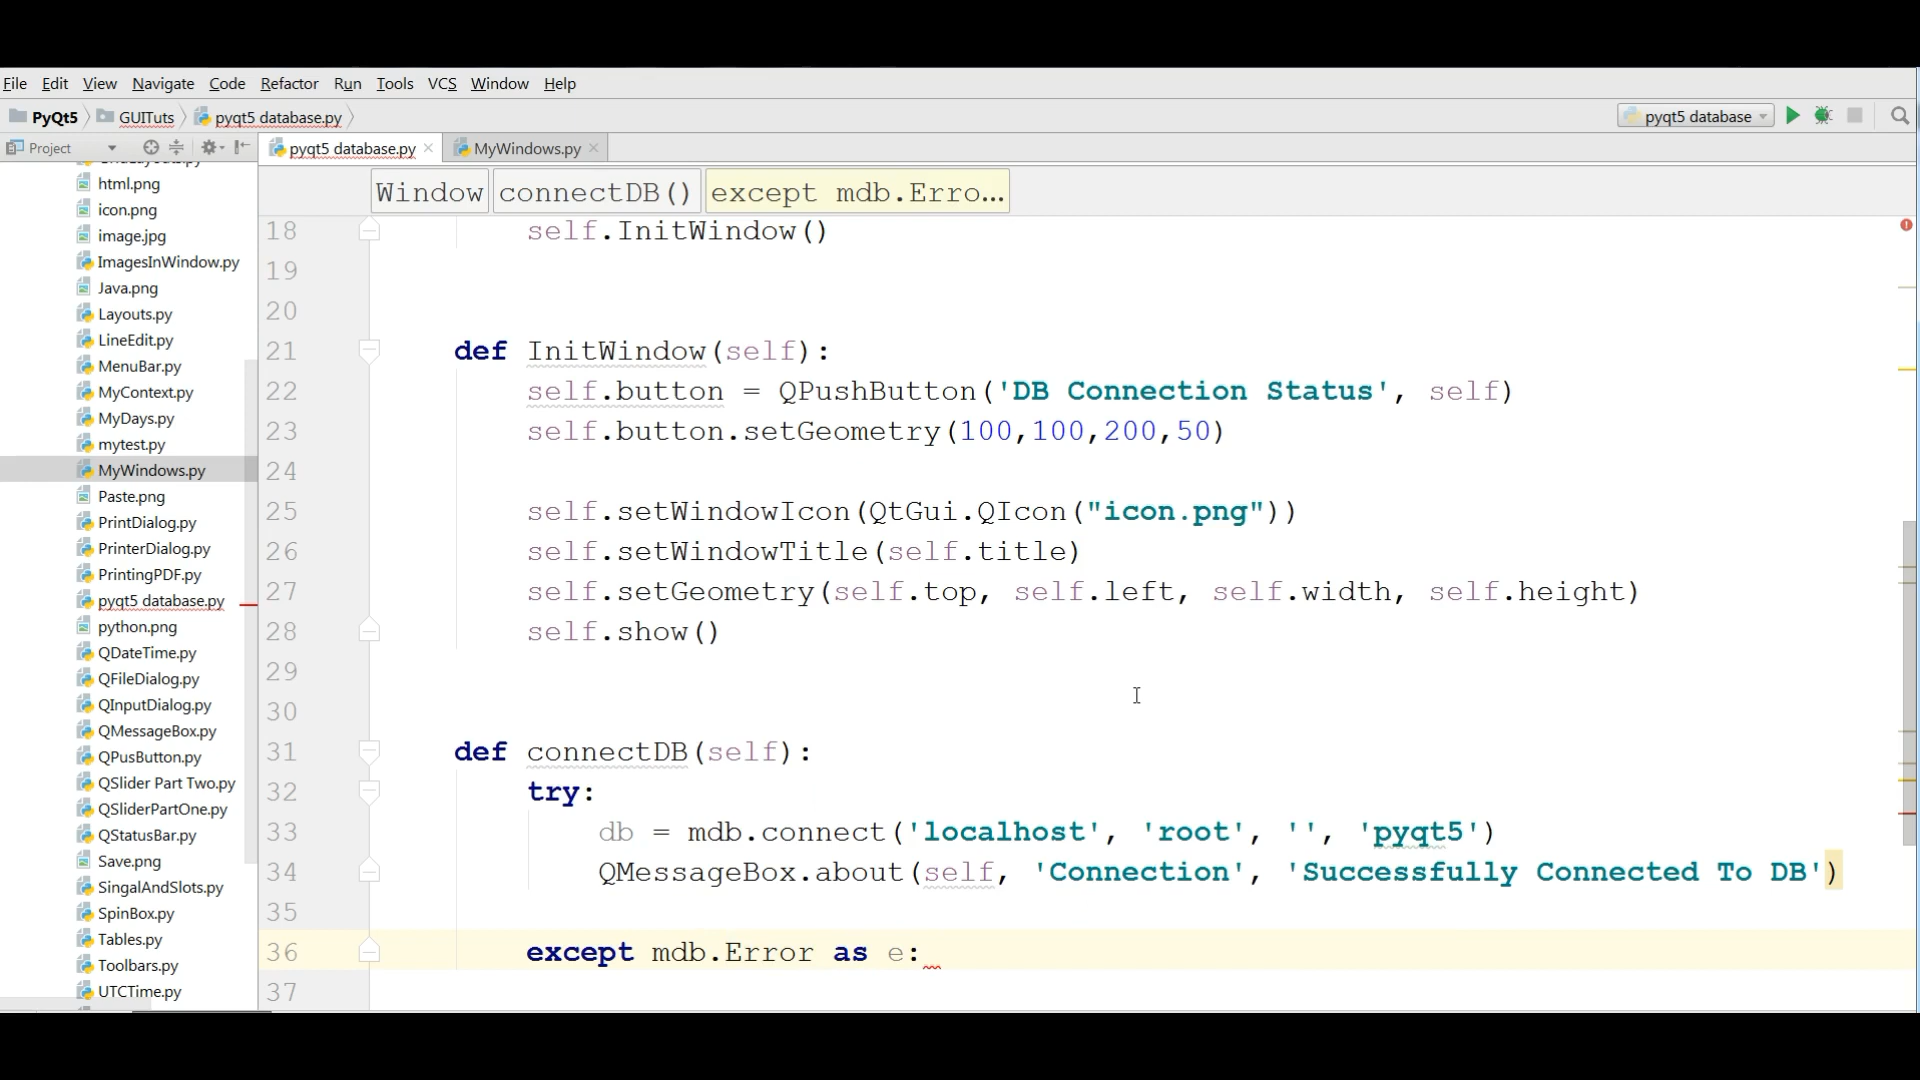 File Edit View Navigate Code Refactor Run Tools VCS Window Help
PyQt5 GUITuts pyqt5 database.py pyqt5 database
Project pyqt5 database.py MyWindows.py
Window connectDB() except mdb.Erro...
html.png
icon.png
image.jpg
ImagesInWindow.py
Java.png
Layouts.py
LineEdit.py
MenuBar.py
MyContext.py
MyDays.py
mytest.py
MyWindows.py
Paste.png
PrintDialog.py
PrinterDialog.py
PrintingPDF.py
pyqt5 database.py
python.png
QDateTime.py
QFileDialog.py
QInputDialog.py
QMessageBox.py
QPusButton.py
QSlider Part Two.py
QSliderPartOne.py
QStatusBar.py
Save.png
SingalAndSlots.py
SpinBox.py
Tables.py
Toolbars.py
UTCTime.py
18 self.InitWindow()
19
20
21 def InitWindow(self):
22 self.button = QPushButton('DB Connection Status', self)
23 self.button.setGeometry(100,100,200,50)
24
25 self.setWindowIcon(QtGui.QIcon("icon.png"))
26 self.setWindowTitle(self.title)
27 self.setGeometry(self.top, self.left, self.width, self.height)
28 self.show()
29
30
31 def connectDB(self):
32 try:
33 db = mdb.connect('localhost', 'root', '', 'pyqt5')
34 QMessageBox.about(self, 'Connection', 'Successfully Connected To DB')
35
36 except mdb.Error as e:
37